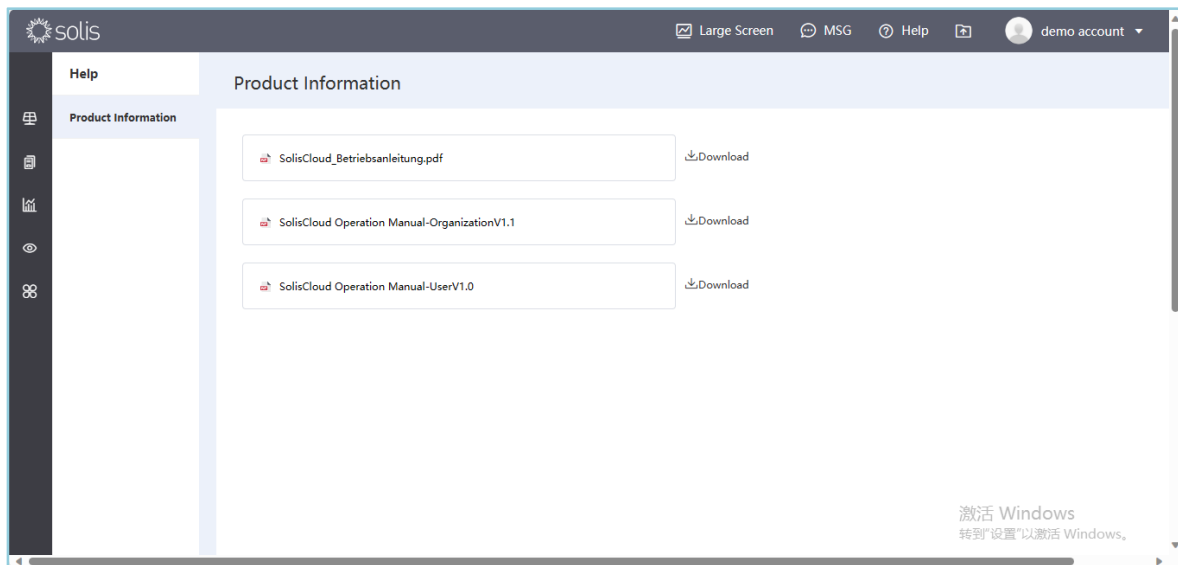 solis
Large Screen
MSG
Help
demo account
Help
Product Information
Product Information
SolisCloud_Betriebsanleitung.pdf
Download
SolisCloud Operation Manual-OrganizationV1.1
Download
SolisCloud Operation Manual-UserV1.0
Download
激活 Windows
转到"设置"以激活 Windows。